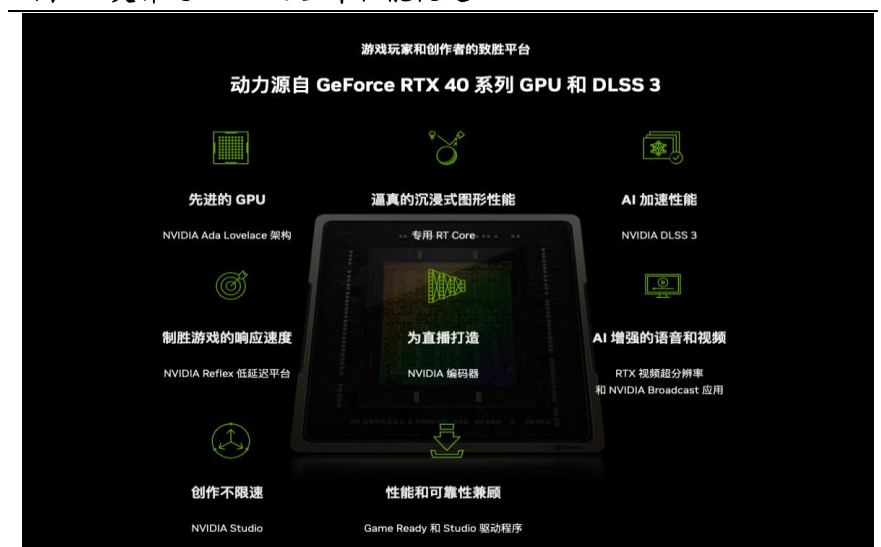 游戏玩家和创作者的致胜平台
动力源自 GeForce RTX 40 系列 GPU 和 DLSS 3
先进的 GPU
逼真的沉浸式图形性能
AI 加速性能
NVIDIA Ada Lovelace 架构
专用 RT Core
NVIDIA DLSS 3
制胜游戏的响应速度
为直播打造
AI 增强的语音和视频
NVIDIA Reflex 低延迟平台
NVIDIA 编码器
RTX 视频超分辨率
和 NVIDIA Broadcast 应用
创作不限速
性能和可靠性兼顾
NVIDIA Studio
Game Ready 和 Studio 驱动程序